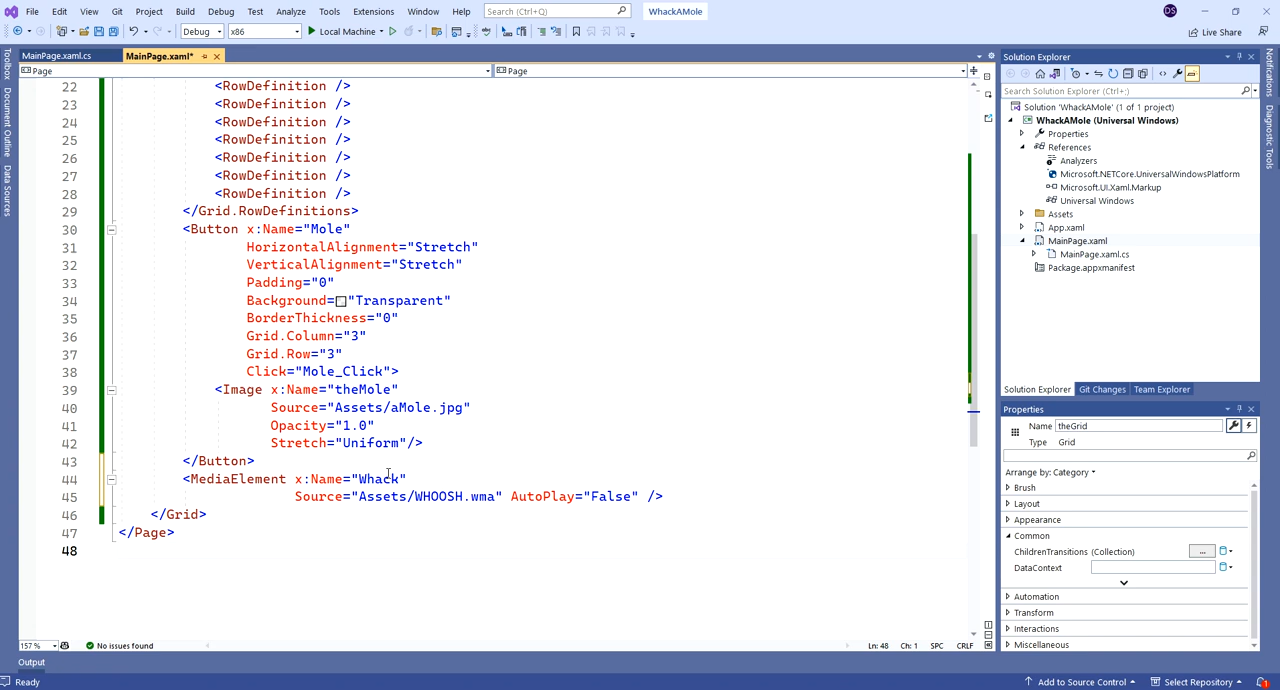 File Edit View Git Project Build Debug Test Analyze Tools Extensions Window Help Search (Ctrl+Q) WhackAMole DS
Debug x86 Local Machine Live Share
MainPage.xaml.cs MainPage.xaml*
Page Page
22 <RowDefinition />
23 <RowDefinition />
24 <RowDefinition />
25 <RowDefinition />
26 <RowDefinition />
27 <RowDefinition />
28 <RowDefinition />
29 </Grid.RowDefinitions>
30 <Button x:Name="Mole"
31 HorizontalAlignment="Stretch"
32 VerticalAlignment="Stretch"
33 Padding="0"
34 Background="Transparent"
35 BorderThickness="0"
36 Grid.Column="3"
37 Grid.Row="3"
38 Click="Mole_Click">
39 <Image x:Name="theMole"
40 Source="Assets/aMole.jpg"
41 Opacity="1.0"
42 Stretch="Uniform"/>
43 </Button>
44 <MediaElement x:Name="Whack"
45 Source="Assets/WHOOSH.wma" AutoPlay="False" />
46 </Grid>
47 </Page>
48
157 % No issues found Ln: 48 Ch: 1 SPC CRLF
Output
Ready Add to Source Control Select Repository 1
Toolbox
Document Outline
Data Sources
Solution Explorer
Search Solution Explorer (Ctrl+;)
Solution 'WhackAMole' (1 of 1 project)
WhackAMole (Universal Windows)
Properties
References
Analyzers
Microsoft.NETCore.UniversalWindowsPlatform
Microsoft.UI.Xaml.Markup
Universal Windows
Assets
App.xaml
MainPage.xaml
MainPage.xaml.cs
Package.appxmanifest
Solution Explorer Git Changes Team Explorer
Properties
Name theGrid
Type Grid
Arrange by: Category
Brush
Layout
Appearance
Common
ChildrenTransitions (Collection) ...
DataContext
Automation
Transform
Interactions
Miscellaneous
Notifications
Diagnostic Tools